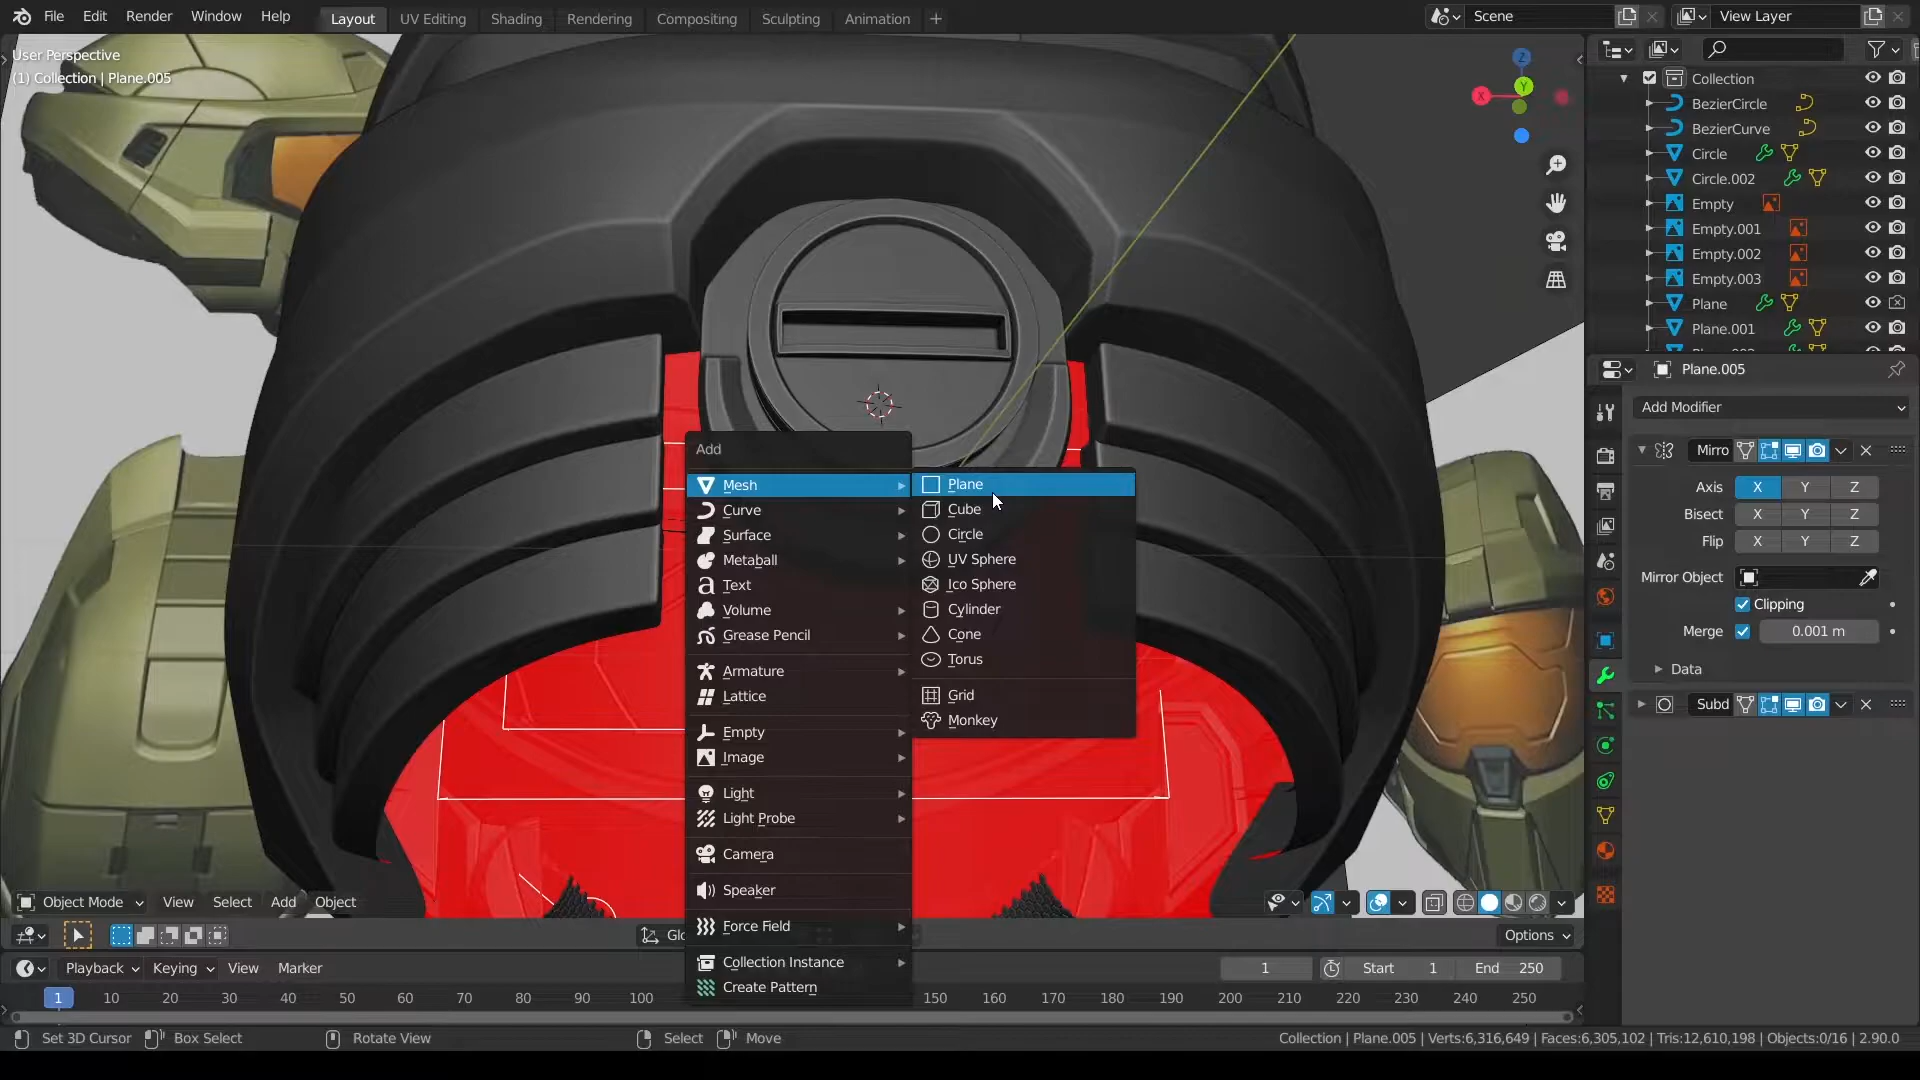 File Edit Render Window Help Layout UV Editing Shading Rendering Compositing Sculpting Animation + Scene View Layer
User Perspective
(1) Collection | Plane.005
X Y Z
Collection
BezierCircle
BezierCurve
Circle
Circle.002
Empty
Empty.001
Empty.002
Empty.003
Plane
Plane.001
Plane.005
Add Modifier
Mirro
Axis X Y Z
Bisect X Y Z
Flip X Y Z
Mirror Object
Clipping
Merge 0.001 m
Data
Subd
Add
Mesh
Curve
Surface
Metaball
Text
Volume
Grease Pencil
Armature
Lattice
Empty
Image
Light
Light Probe
Camera
Speaker
Force Field
Collection Instance
Create Pattern
Plane
Cube
Circle
UV Sphere
Ico Sphere
Cylinder
Cone
Torus
Grid
Monkey
Object Mode View Select Add Object
Glo
Options
Playback Keying View Marker 1 Start 1 End 250
1 10 20 30 40 50 60 70 80 90 100 150 160 170 180 190 200 210 220 230 240 250
Set 3D Cursor Box Select Rotate View Select Move Collection | Plane.005 | Verts:6,316,649 | Faces:6,305,102 | Tris:12,610,198 | Objects:0/16 | 2.90.0